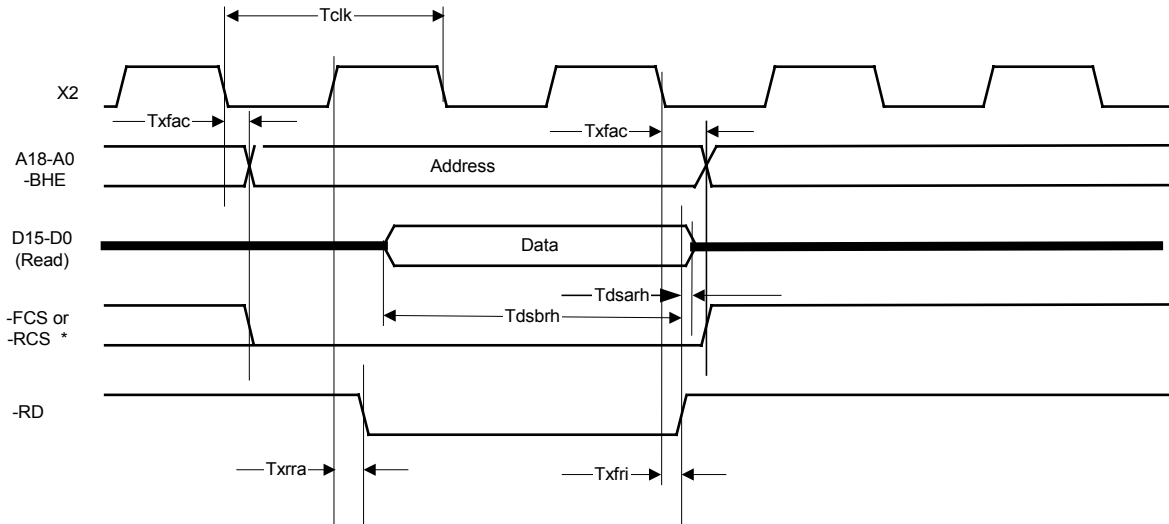 Tclk
X2
Txfac
Txfac
A18-A0
-BHE
Address
D15-D0
(Read)
Data
Tdsarh
-FCS or
-RCS *
Tdsbrh
-RD
Txrra
Txfri